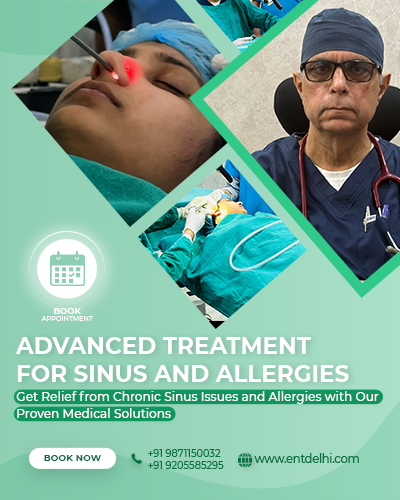 BOOK
APPOINTMENT
ADVANCED TREATMENT
FOR SINUS AND ALLERGIES
Get Relief from Chronic Sinus Issues and Allergies with Our
Proven Medical Solutions
BOOK NOW
+91 9871150032
+91 9205585295
www.entdelhi.com